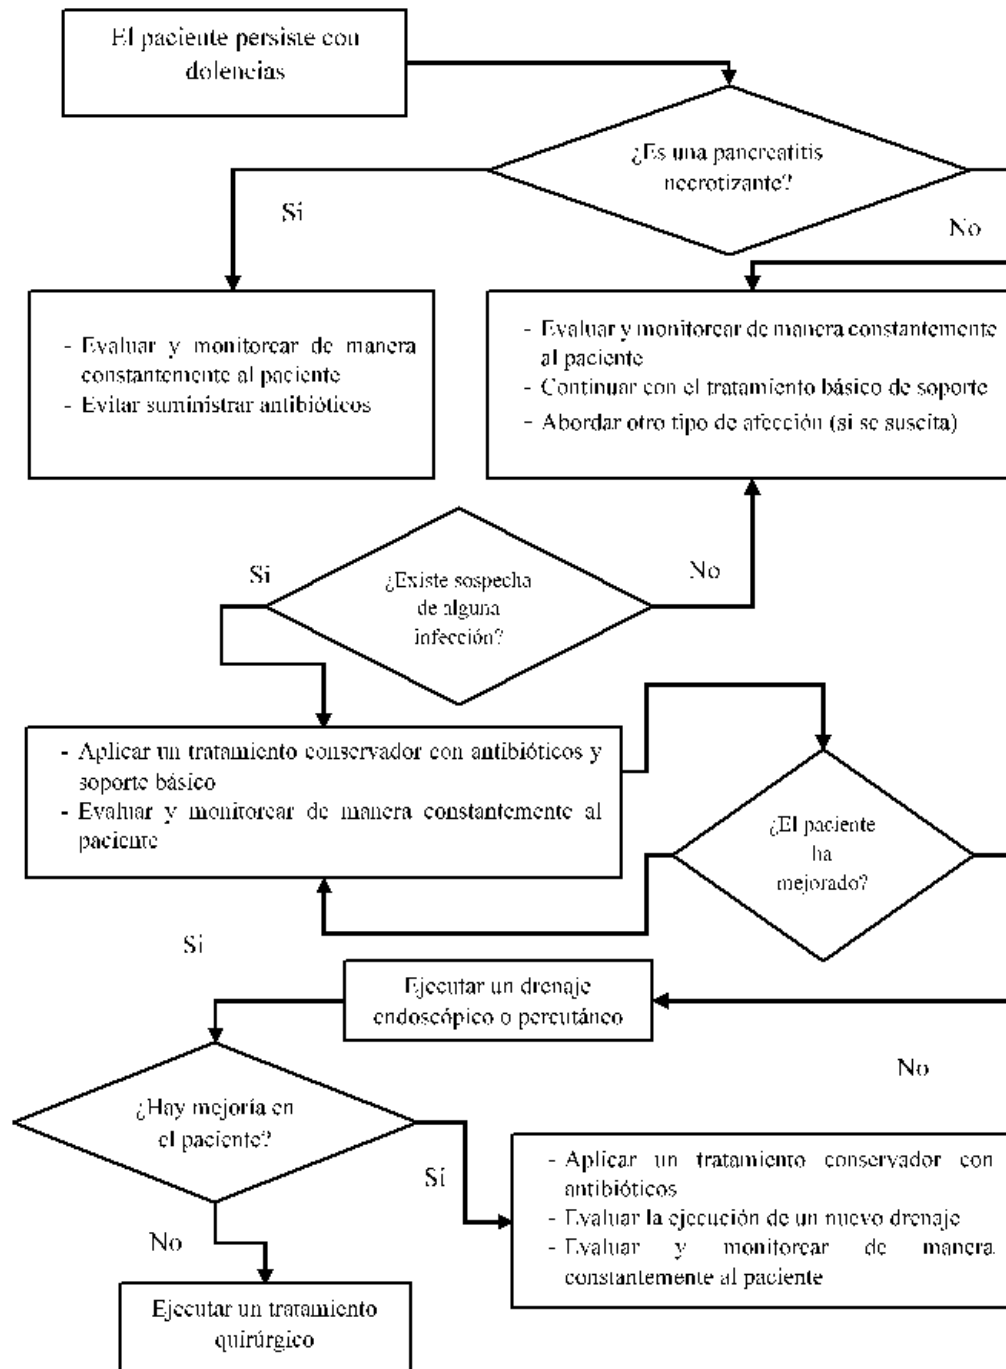 El paciente persiste con
dolencias
¿Es una pancreatitis
necrotizante?
Sí
No
- Evaluar y monitorear de manera
constantemente al paciente
- Evitar suministrar antibióticos
- Evaluar y monitorear de manera constantemente
al paciente
- Continuar con el tratamiento básico de soporte
- Abordar otro tipo de afección (si se suscita)
¿Existe sospecha
de alguna
infección?
Sí
No
- Aplicar un tratamiento conservador con antibióticos y
soporte básico
- Evaluar y monitorear de manera constantemente al
paciente
¿El paciente
ha
mejorado?
Sí
Ejecutar un drenaje
endoscópico o percutáneo
No
¿Hay mejoría en
el paciente?
Sí
- Aplicar un tratamiento conservador con
antibióticos
- Evaluar la ejecución de un nuevo drenaje
- Evaluar y monitorear de manera
constantemente al paciente
No
Ejecutar un tratamiento
quirúrgico